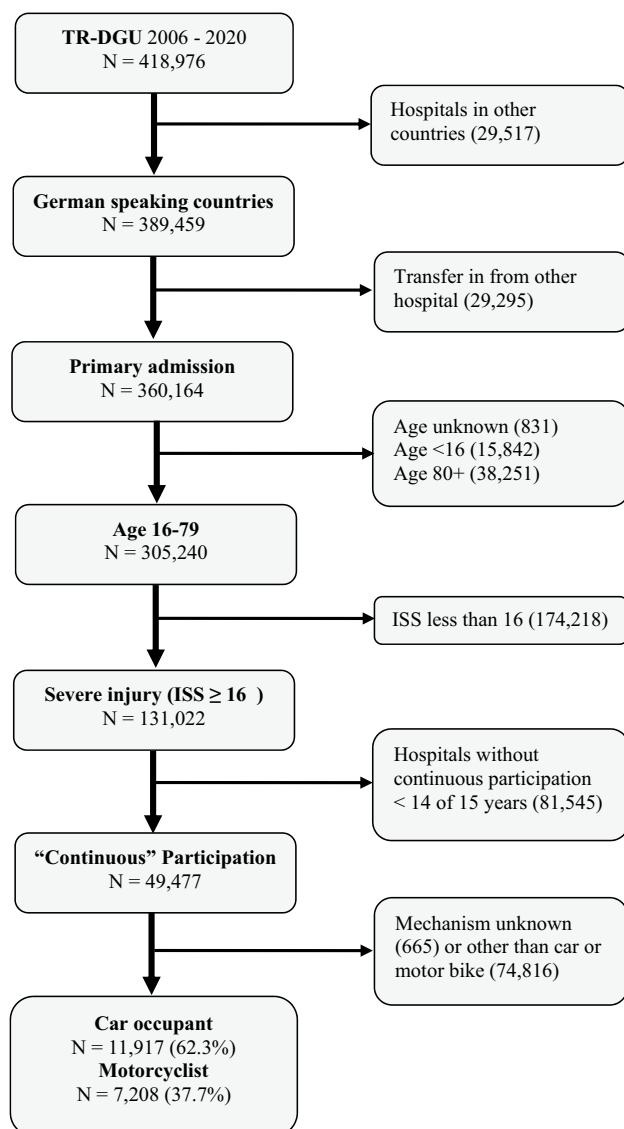 TR-DGU 2006 - 2020
N = 418,976
Hospitals in other
countries (29,517)
German speaking countries
N = 389,459
Transfer in from other
hospital (29,295)
Primary admission
N = 360,164
Age unknown (831)
Age <16 (15,842)
Age 80+ (38,251)
Age 16-79
N = 305,240
ISS less than 16 (174,218)
Severe injury (ISS ≥ 16 )
N = 131,022
Hospitals without
continuous participation
< 14 of 15 years (81,545)
“Continuous” Participation
N = 49,477
Mechanism unknown
(665) or other than car or
motor bike (74,816)
Car occupant
N = 11,917 (62.3%)
Motorcyclist
N = 7,208 (37.7%)